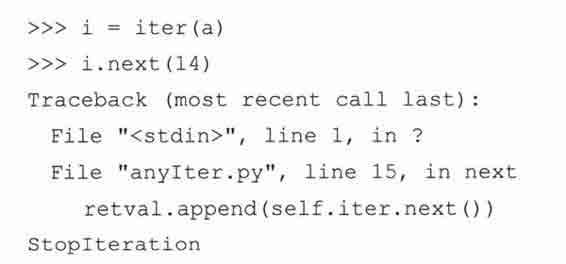 >>> i = iter(a)
>>> i.next(14)
Traceback (most recent call last):
File "<stdin>", line 1, in ?
File "anyIter.py", line 15, in next
retval.append(self.iter.next())
StopIteration